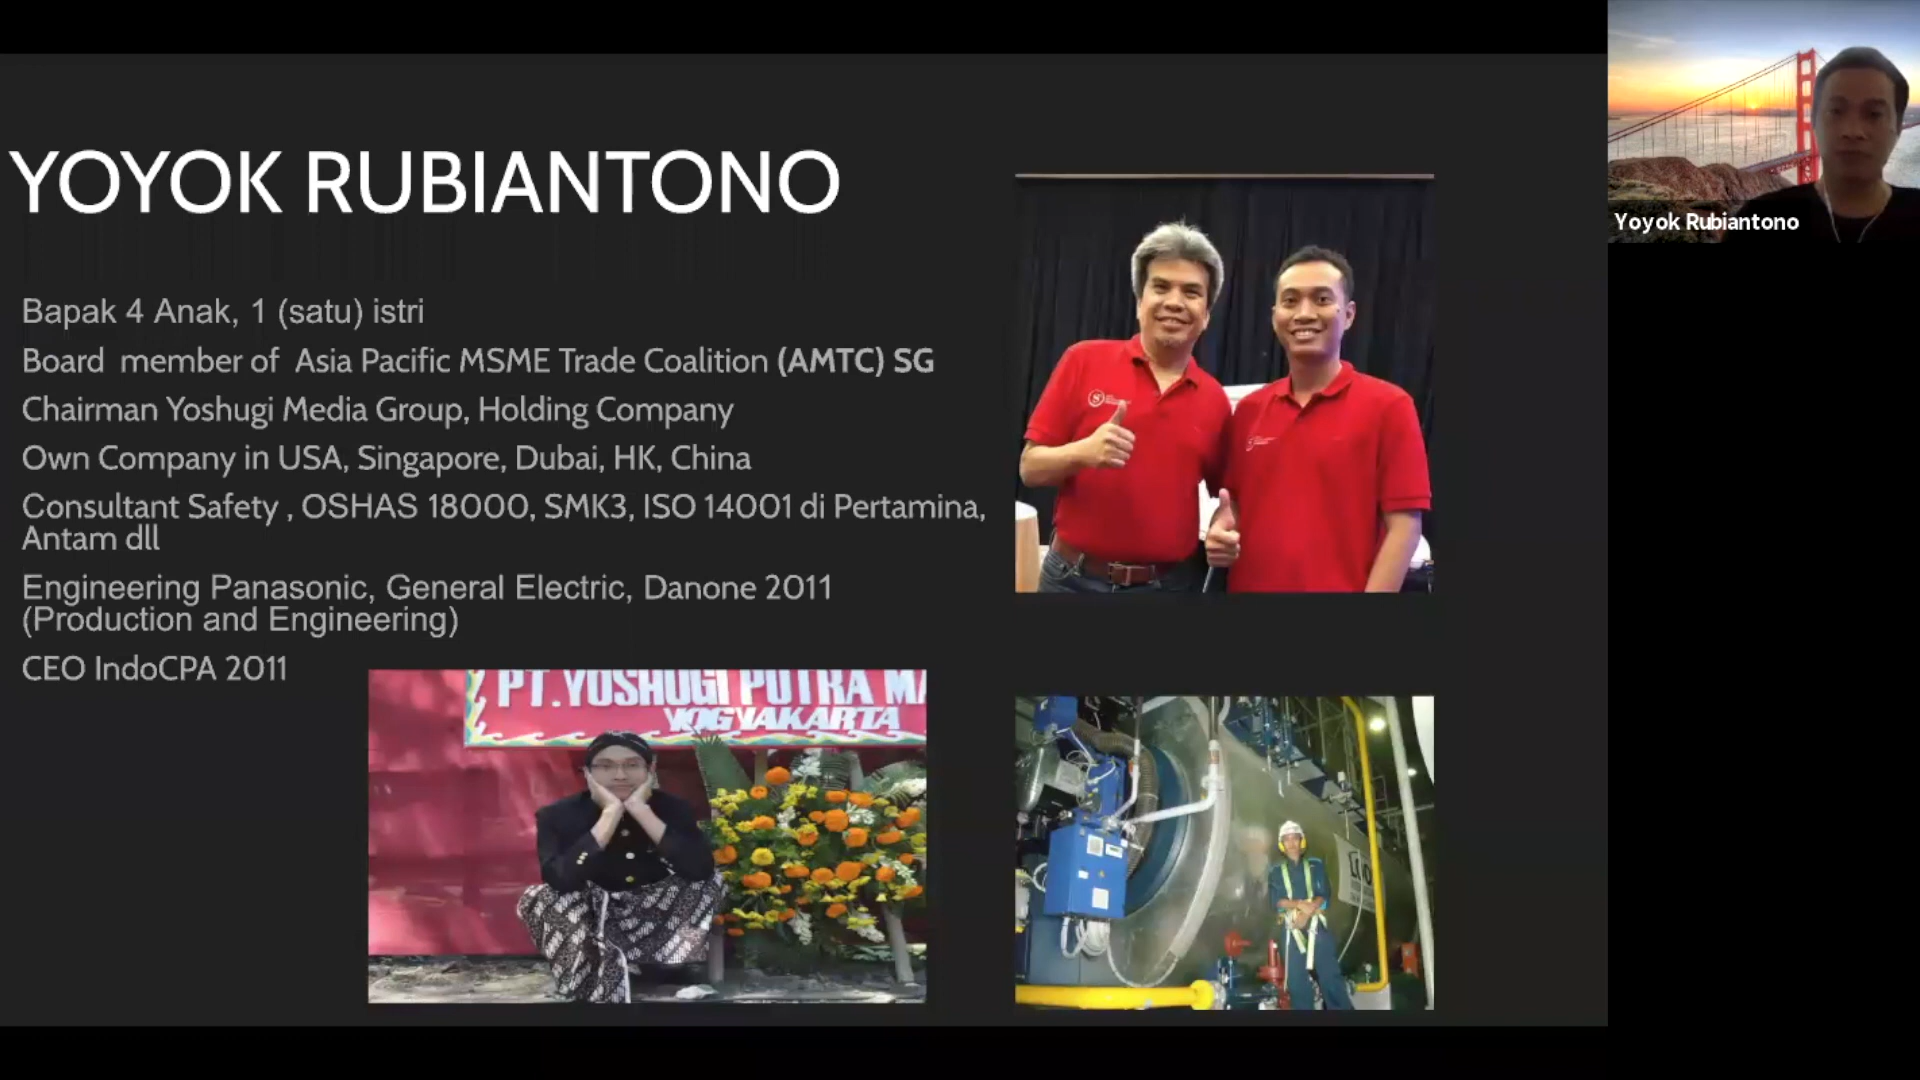 YOYOK RUBIANTONO
Bapak 4 Anak, 1 (satu) istri
Board member of Asia Pacific MSME Trade Coalition (AMTC) SG
Chairman Yoshugi Media Group, Holding Company
Own Company in USA, Singapore, Dubai, HK, China
Consultant Safety , OSHAS 18000, SMK3, ISO 14001 di Pertamina,
Antam dll
Engineering Panasonic, General Electric, Danone 2011
(Production and Engineering)
CEO IndoCPA 2011
PT.YOSHUGI PUTRA MA
YOGYAKARTA
Yoyok Rubiantono